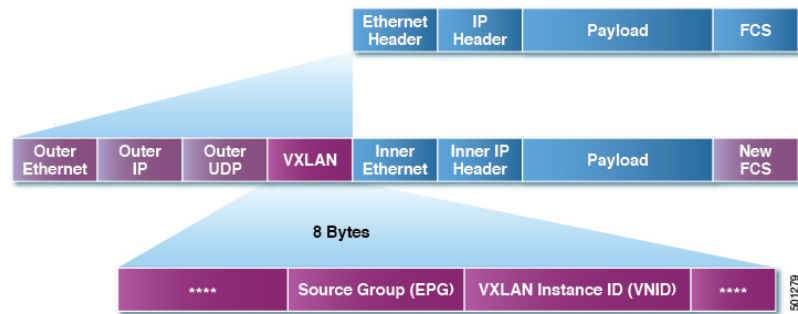 Ethernet Header
IP Header
Payload
FCS
Outer Ethernet
Outer IP
Outer UDP
VXLAN
Inner Ethernet
Inner IP Header
Payload
New FCS
8 Bytes
****
Source Group (EPG)
VXLAN Instance ID (VNID)
****
501279